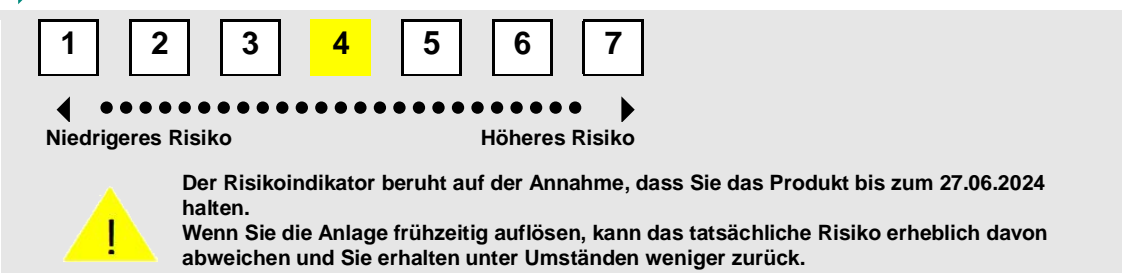 1 2 3 4 5 6 7
Niedrigeres Risiko Höheres Risiko
Der Risikoindikator beruht auf der Annahme, dass Sie das Produkt bis zum 27.06.2024
halten.
Wenn Sie die Anlage frühzeitig auflösen, kann das tatsächliche Risiko erheblich davon
abweichen und Sie erhalten unter Umständen weniger zurück.
!